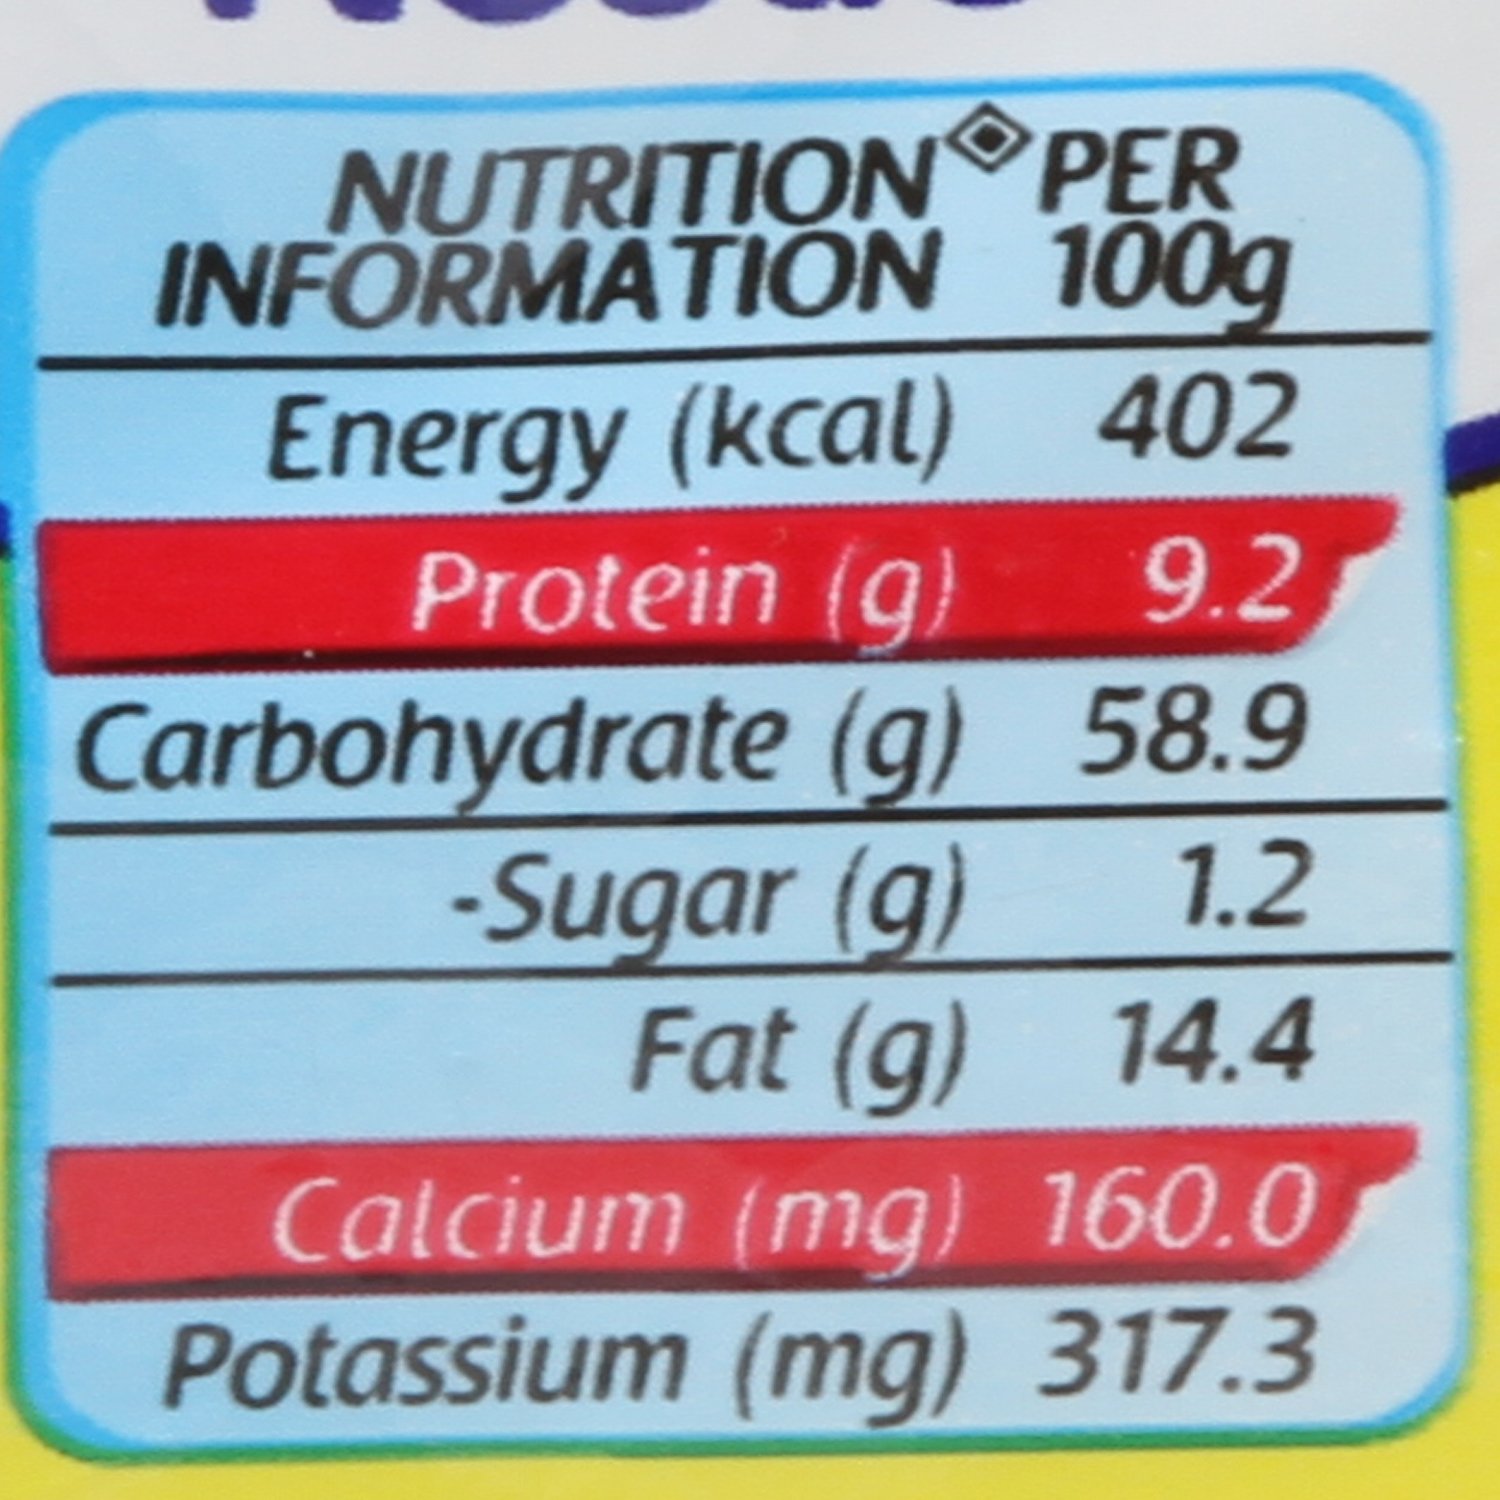 NUTRITION PER
INFORMATION 100g
Energy (kcal) 402
Protein (g) 9.2
Carbohydrate (g) 58.9
-Sugar (g) 1.2
Fat (g) 14.4
Calcium (mg) 160.0
Potassium (mg) 317.3